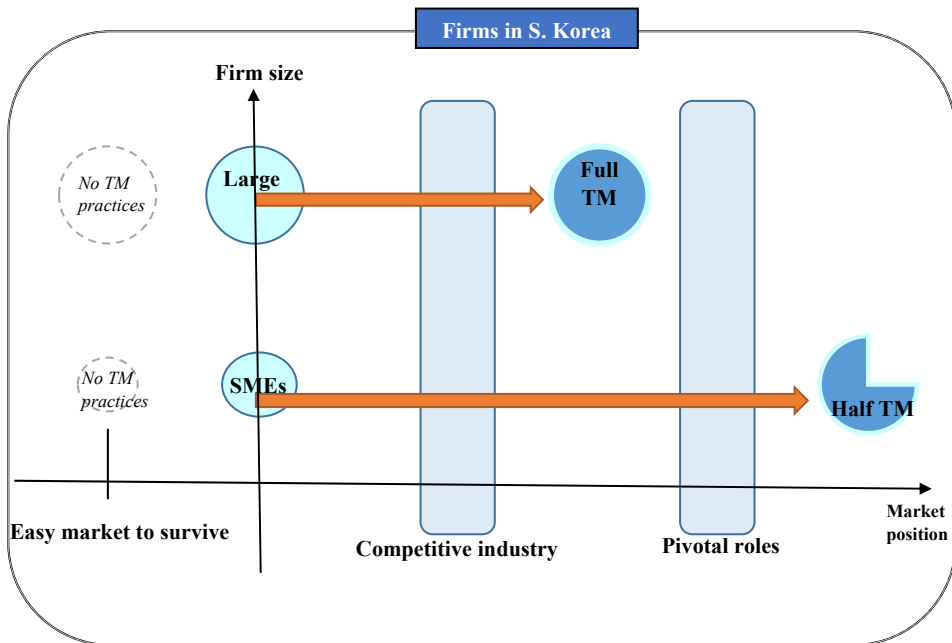 Firms in S. Korea
Firm size
No TM
practices
Large
Full
TM
No TM
practices
SMEs
Half TM
Easy market to survive
Competitive industry
Pivotal roles
Market
position